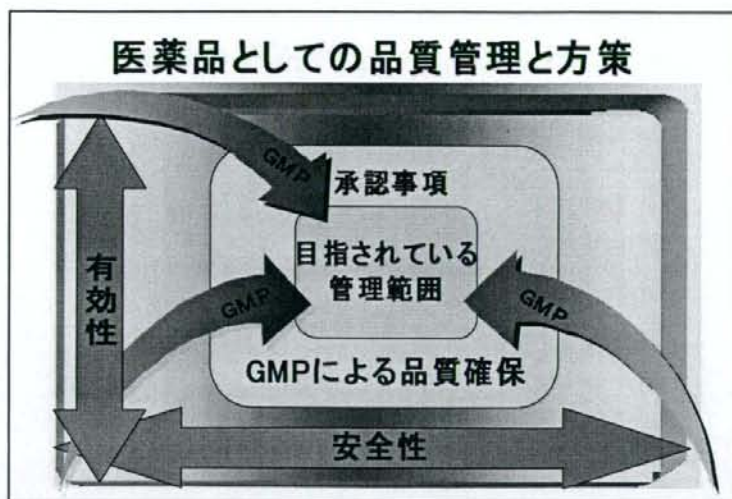 医薬品としての品質管理と方策
GMP
承認事項
目指されている
管理範囲
有効性
GMP
GMP
GMPによる品質確保
安全性